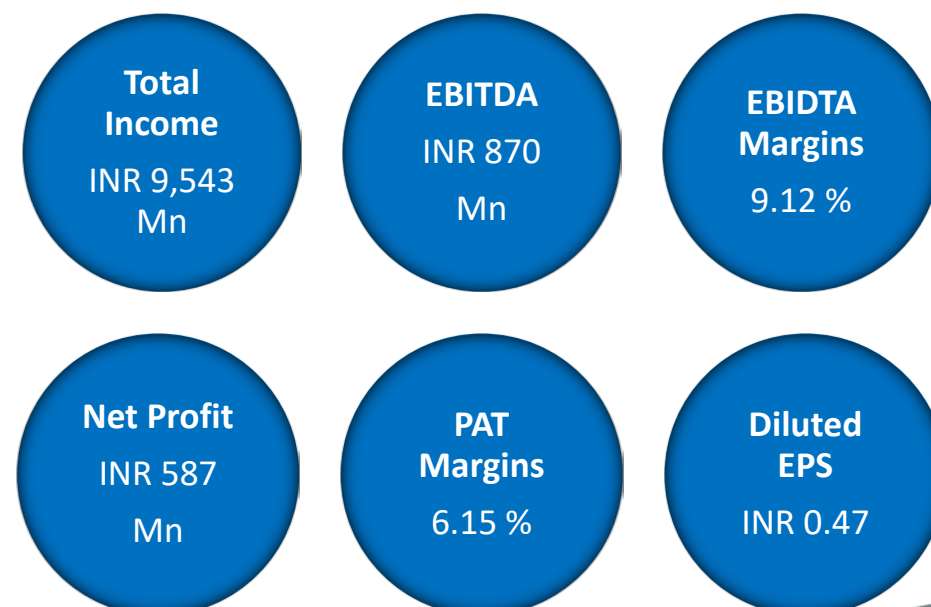 Total
Income
INR 9,543
Mn
EBITDA
INR 870
Mn
EBIDTA
Margins
9.12 %
Net Profit
INR 587
Mn
PAT
Margins
6.15 %
Diluted
EPS
INR 0.47